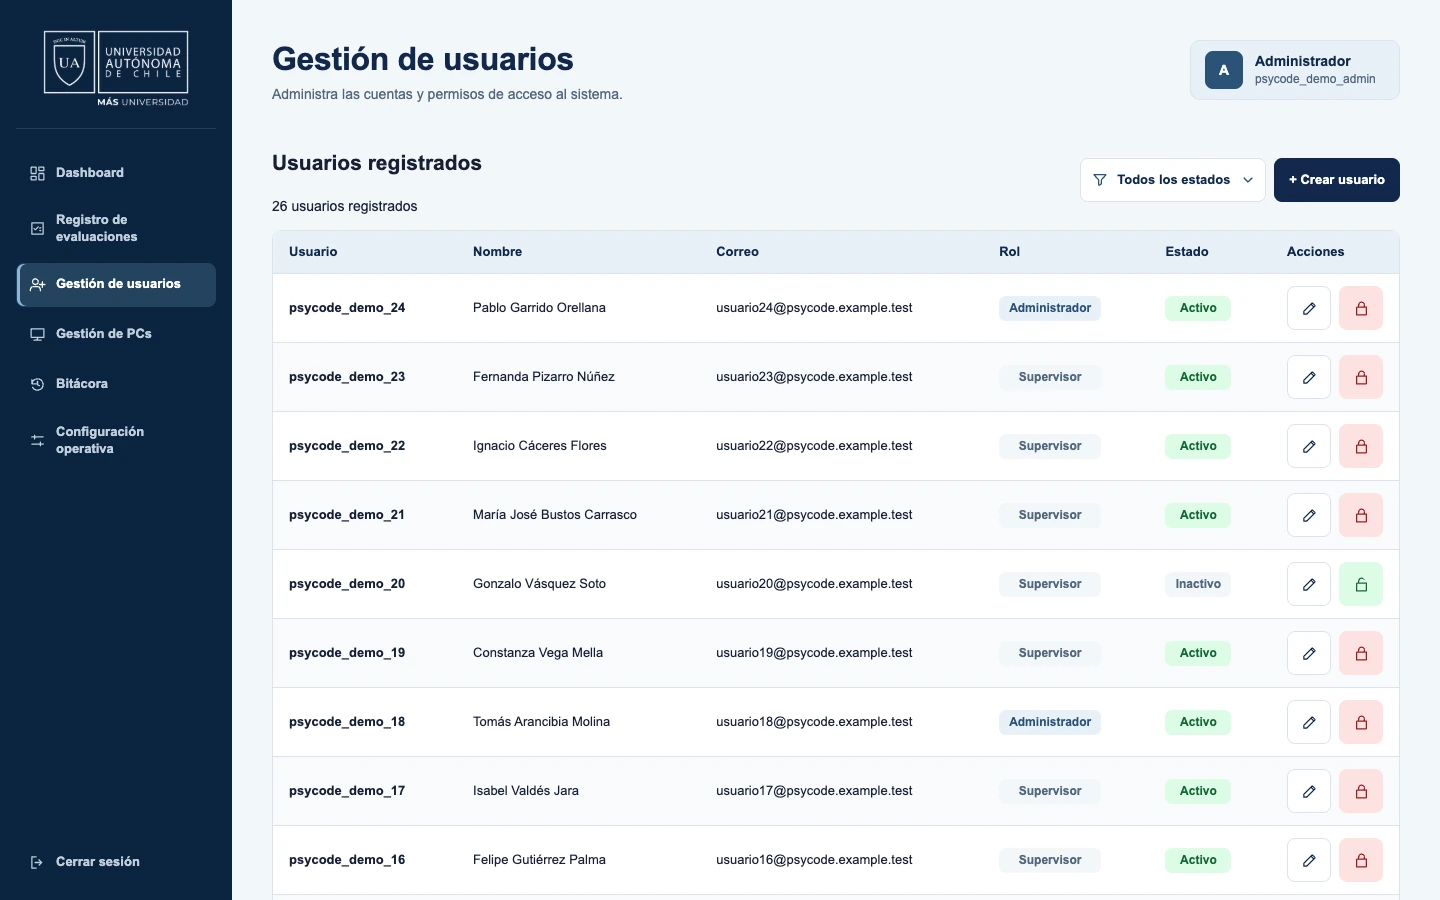 UA
UNIVERSIDAD
AUTÓNOMA
DE CHILE
MÁS UNIVERSIDAD
Dashboard
Registro de
evaluaciones
Gestión de usuarios
Gestión de PCs
Bitácora
Configuración
operativa
Cerrar sesión
Gestión de usuarios
Administra las cuentas y permisos de acceso al sistema.
A
Administrador
psycode_demo_admin
Usuarios registrados
26 usuarios registrados
Todos los estados
+ Crear usuario
Usuario Nombre Correo Rol Estado Acciones
psycode_demo_24 Pablo Garrido Orellana usuario24@psycode.example.test Administrador Activo
psycode_demo_23 Fernanda Pizarro Núñez usuario23@psycode.example.test Supervisor Activo
psycode_demo_22 Ignacio Cáceres Flores usuario22@psycode.example.test Supervisor Activo
psycode_demo_21 María José Bustos Carrasco usuario21@psycode.example.test Supervisor Activo
psycode_demo_20 Gonzalo Vásquez Soto usuario20@psycode.example.test Supervisor Inactivo
psycode_demo_19 Constanza Vega Mella usuario19@psycode.example.test Supervisor Activo
psycode_demo_18 Tomás Arancibia Molina usuario18@psycode.example.test Administrador Activo
psycode_demo_17 Isabel Valdés Jara usuario17@psycode.example.test Supervisor Activo
psycode_demo_16 Felipe Gutiérrez Palma usuario16@psycode.example.test Supervisor Activo